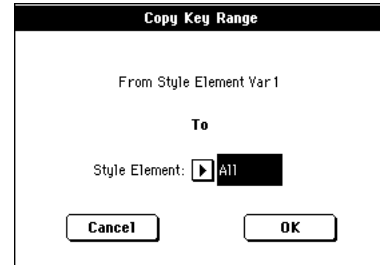 Copy Key Range
From Style Element Var1
To
Style Element: All
Cancel OK